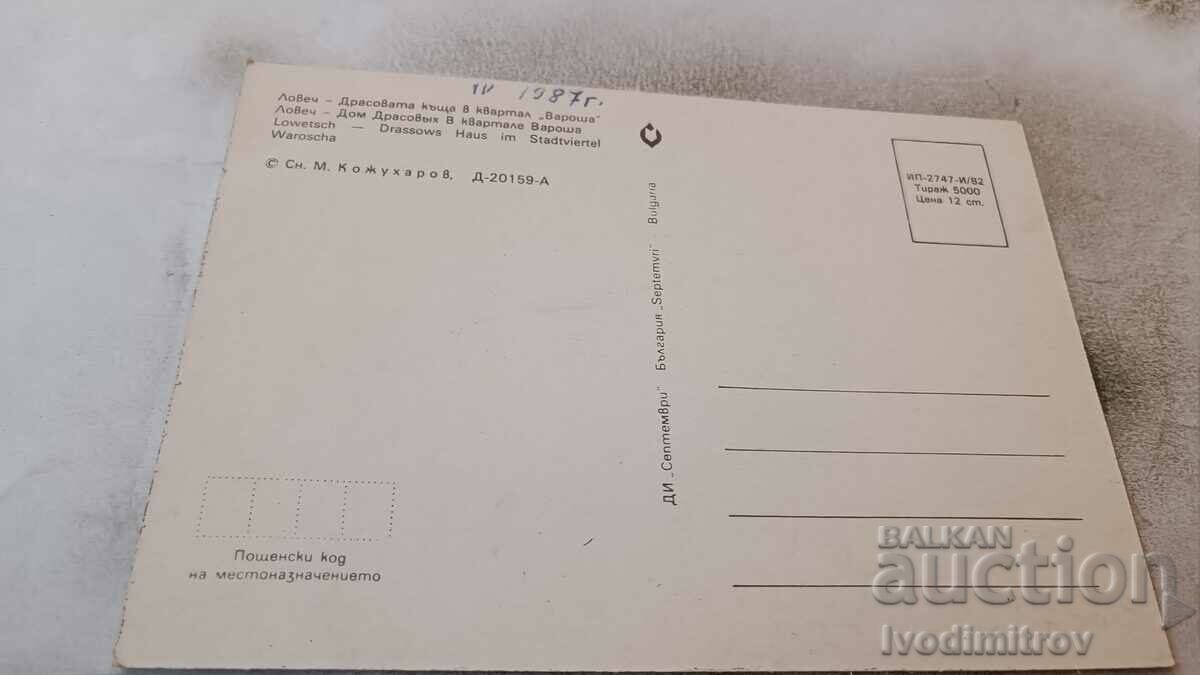 IV 1987г.
Ловеч – Драсовата къща в квартал „Вароша"
Ловеч – Дом Драсовых В квартале Вароша
Lowetsch — Drassows Haus im Stadtviertel
Waroscha
© Сн. М. Кожухаров, Д-20159-А
ДИ „Септември" България „Septemvri" · Bulgaria
ИП-2747-И/82
Тираж 5000
Цена 12 ст.
Пощенски код
на местоназначението
BALKAN
auction
Ivodimitrov